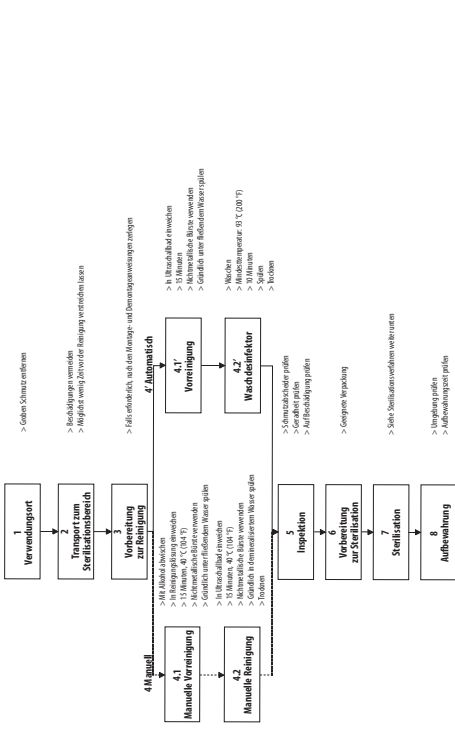 1
Verwendungsort
> Groben Schmutz entfernen
2
Transport zum
Sterilisationsbereich
> Beschädigungen vermeiden
> Möglichst wenig Zeit vor der Reinigung verstreichen lassen
3
Vorbereitung
zur Reinigung
> Falls erforderlich, nach den Montage- und Demontageanweisungen zerlegen
4 Manuell
4.1
Manuelle Vorreinigung
> Mit Alkohol abwischen
> In Reinigungslösung einweichen
> 15 Minuten, 40 °C (104 °F)
> Nichtmetallische Bürste verwenden
> Gründlich unter fließendem Wasser spülen
4.2
Manuelle Reinigung
> In Ultraschallbad einweichen
> 15 Minuten, 40 °C (104 °F)
> Nichtmetallische Bürste verwenden
> Gründlich in demineralisiertem Wasser spülen
> Trocknen
4' Automatisch
4.1'
Vorreinigung
> In Ultraschallbad einweichen
> 15 Minuten
> Nichtmetallische Bürste verwenden
> Gründlich unter fließendem Wasser spülen
4.2'
Waschdesinfektor
> Waschen
> Mindesttemperatur: 93 °C (200 °F)
> 10 Minuten
> Spülen
> Trocknen
5
Inspektion
> Schmutzabscheider prüfen
> Geradheit prüfen
> Auf Beschädigung prüfen
6
Vorbereitung
zur Sterilisation
> Geeignete Verpackung
7
Sterilisation
> Siehe Sterilisationsverfahren weiter unten
8
Aufbewahrung
> Umgebung prüfen
> Aufbewahrungszeit prüfen